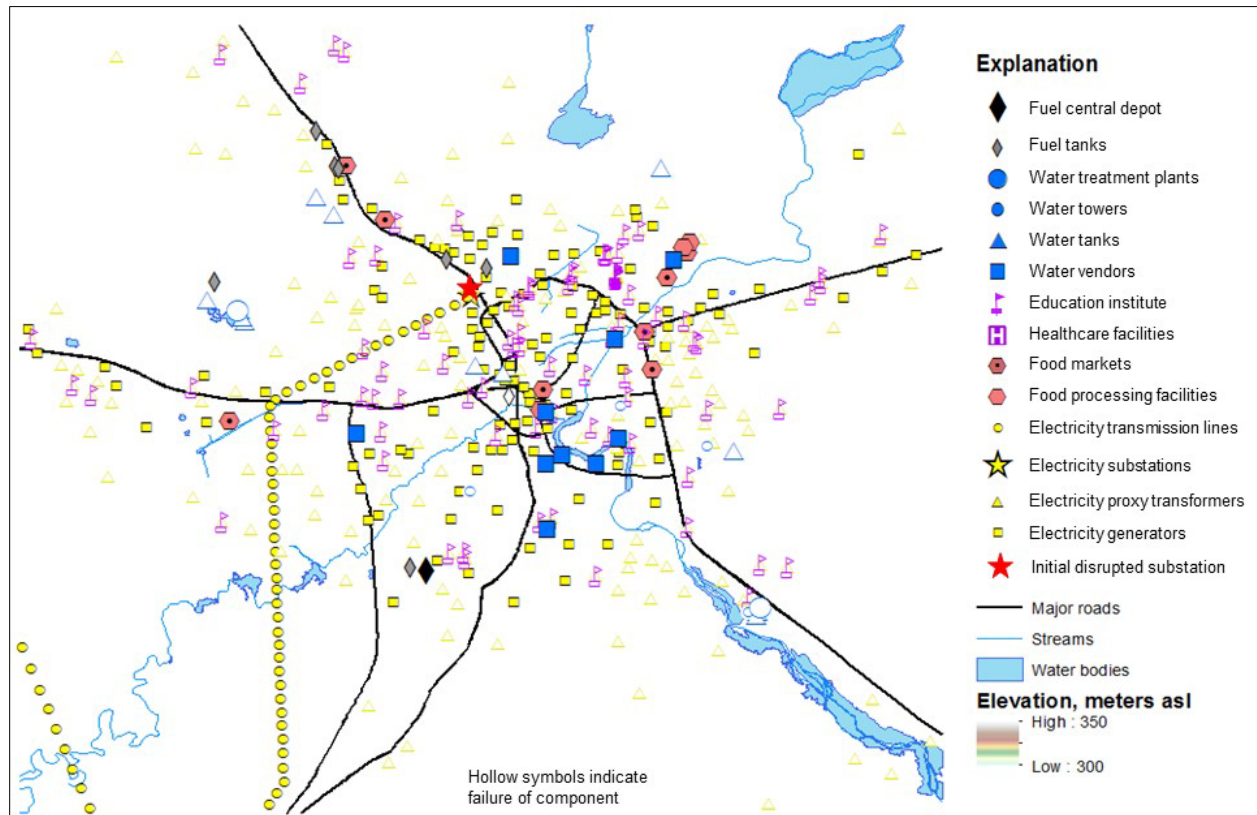 Explanation
Fuel central depot
Fuel tanks
Water treatment plants
Water towers
Water tanks
Water vendors
Education institute
H Healthcare facilities
Food markets
Food processing facilities
Electricity transmission lines
Electricity substations
Electricity proxy transformers
Electricity generators
Initial disrupted substation
Major roads
Streams
Water bodies
Elevation, meters asl
High : 350
Low : 300
Hollow symbols indicate
failure of component